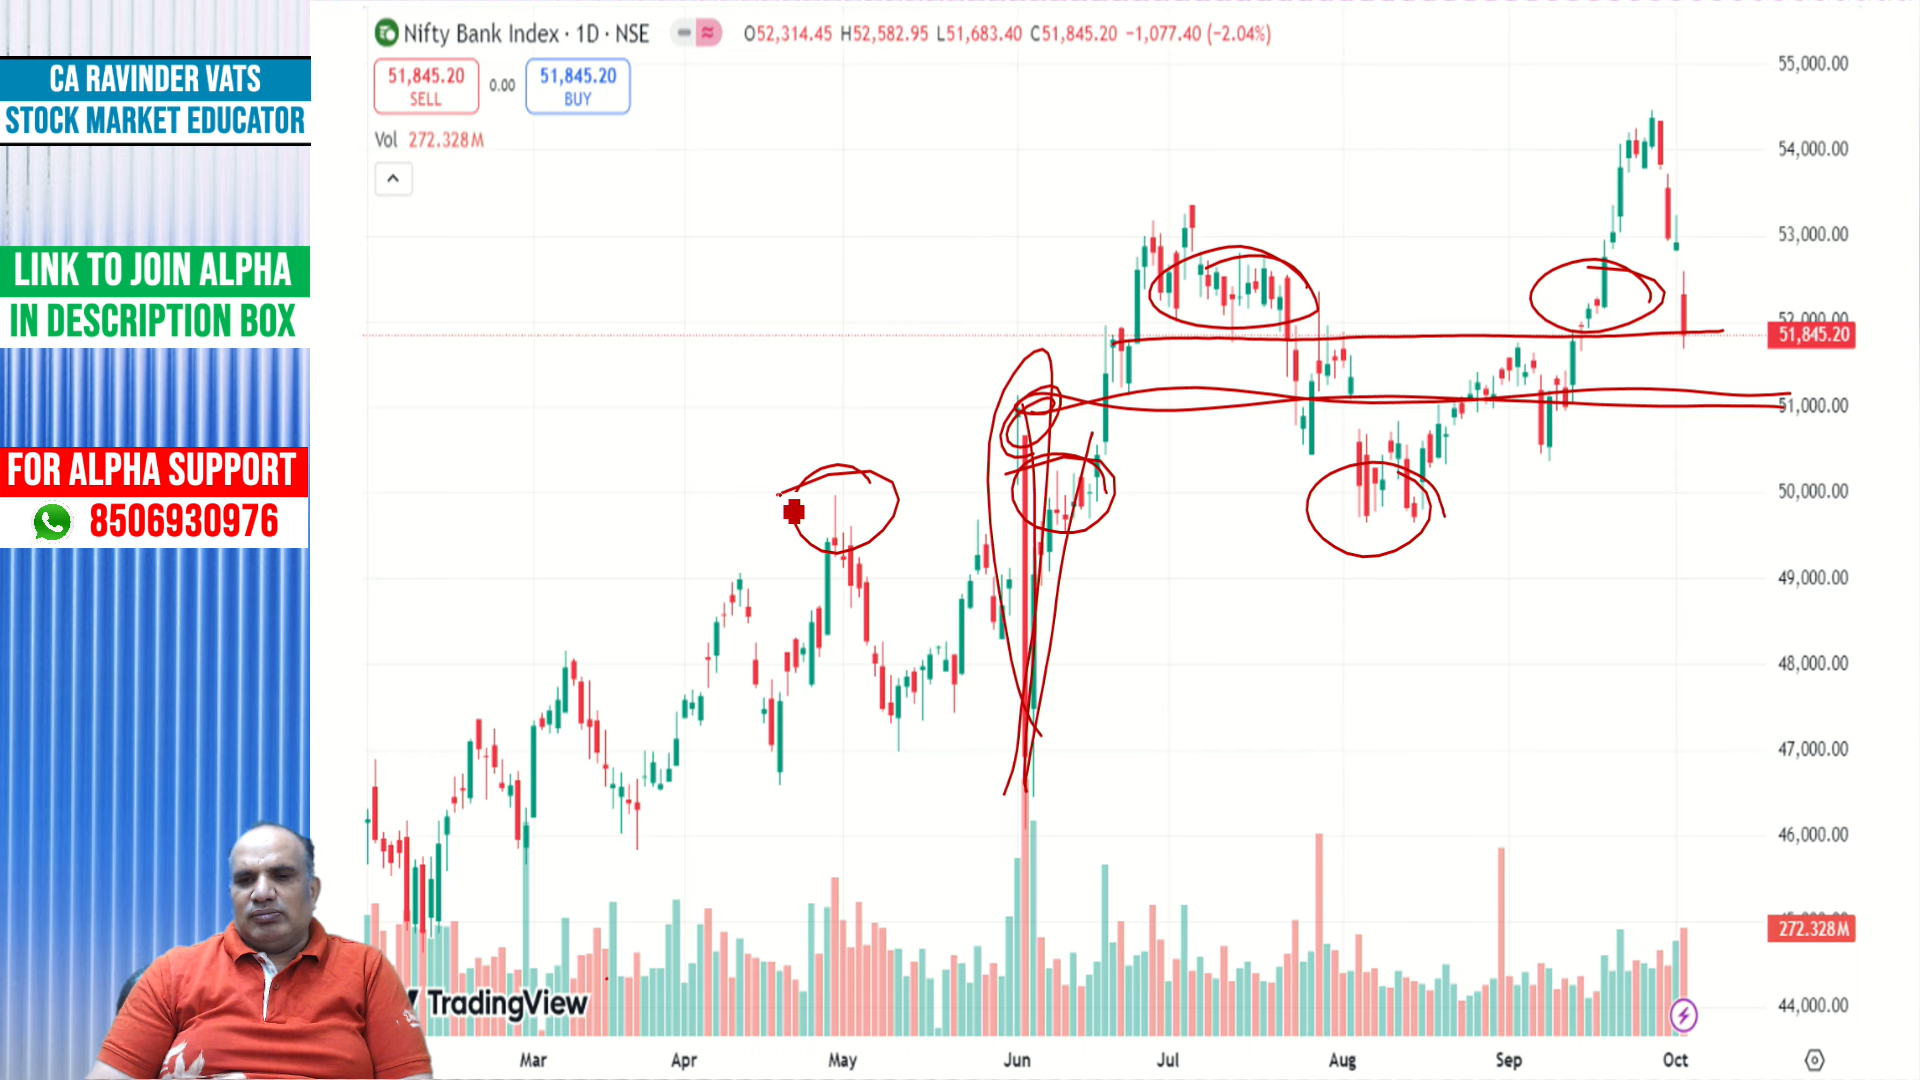 CA RAVINDER VATS
STOCK MARKET EDUCATOR
LINK TO JOIN ALPHA
IN DESCRIPTION BOX
FOR ALPHA SUPPORT
8506930976
Nifty Bank Index · 1D · NSE
O52,314.45 H52,582.95 L51,683.40 C51,845.20 −1,077.40 (−2.04%)
51,845.20
SELL
0.00
51,845.20
BUY
Vol 272.328M
55,000.00
54,000.00
53,000.00
52,000.00
51,845.20
51,000.00
50,000.00
49,000.00
48,000.00
47,000.00
46,000.00
272.328M
44,000.00
TradingView
Mar Apr May Jun Jul Aug Sep Oct